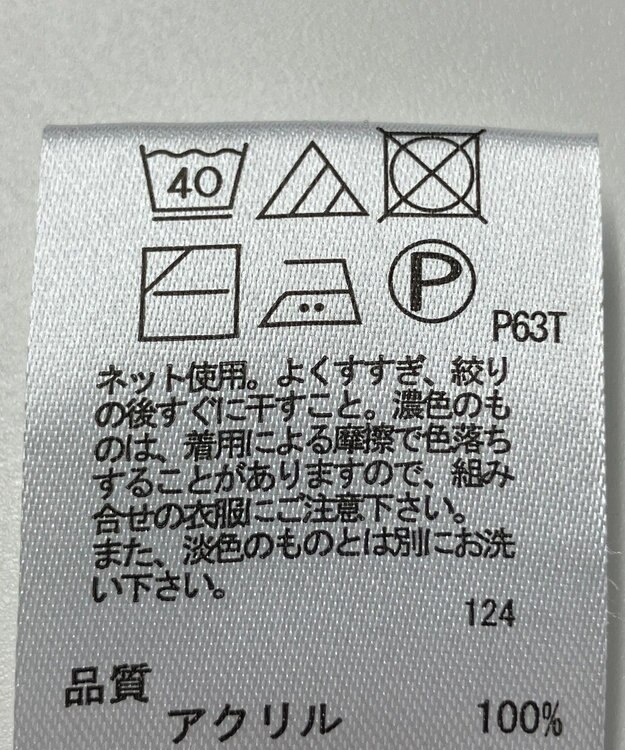 40
P
P63T
ネット使用。よくすすぎ、絞り
の後すぐに干すこと。濃色のも
のは、着用による摩擦で色落ち
することがありますので、組み
合せの衣服にご注意下さい。
また、淡色のものとは別にお洗
い下さい。
124
品質
アクリル 100%